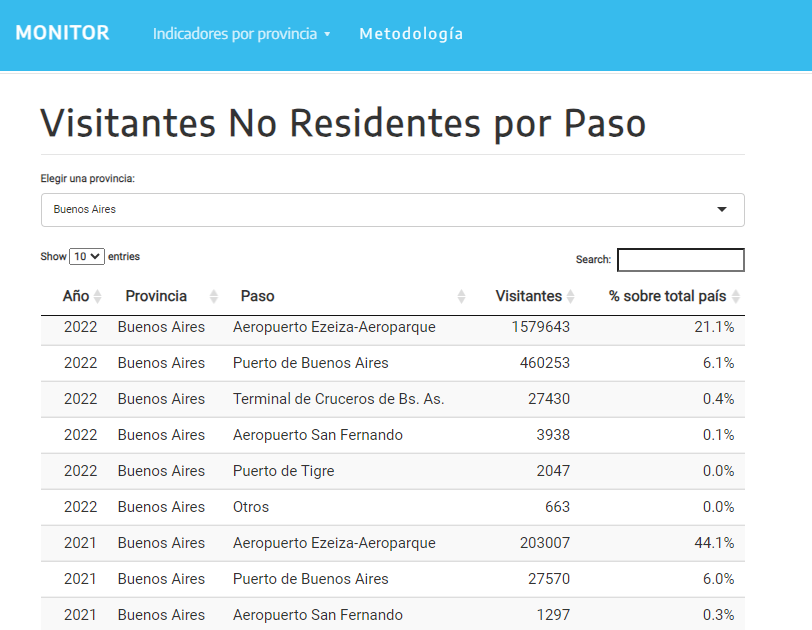 MONITOR Indicadores por provincia Metodología
Visitantes No Residentes por Paso
Elegir una provincia:
Buenos Aires
Show 10 entries Search:
Año Provincia Paso Visitantes % sobre total país
2022 Buenos Aires Aeropuerto Ezeiza-Aeroparque 1579643 21.1%
2022 Buenos Aires Puerto de Buenos Aires 460253 6.1%
2022 Buenos Aires Terminal de Cruceros de Bs. As. 27430 0.4%
2022 Buenos Aires Aeropuerto San Fernando 3938 0.1%
2022 Buenos Aires Puerto de Tigre 2047 0.0%
2022 Buenos Aires Otros 663 0.0%
2021 Buenos Aires Aeropuerto Ezeiza-Aeroparque 203007 44.1%
2021 Buenos Aires Puerto de Buenos Aires 27570 6.0%
2021 Buenos Aires Aeropuerto San Fernando 1297 0.3%